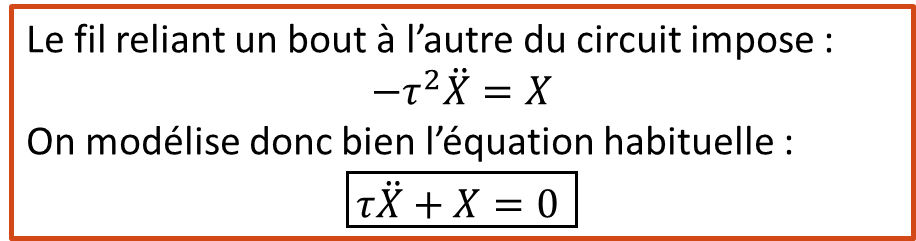 Le fil reliant un bout à l’autre du circuit impose :
−τ²Ẍ = X
On modélise donc bien l’équation habituelle :
τẌ + X = 0